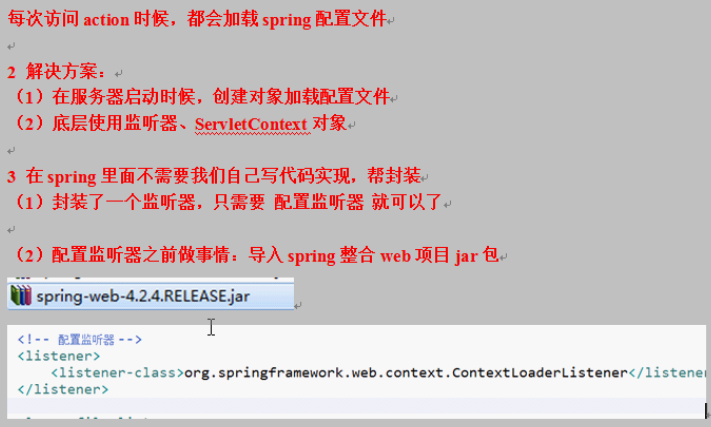 每次访问 action 时候，都会加载 spring 配置文件
2 解决方案：
（1）在服务器启动时候，创建对象加载配置文件
（2）底层使用监听器、ServletContext 对象
3 在 spring 里面不需要我们自己写代码实现，帮封装
（1）封装了一个监听器，只需要 配置监听器 就可以了
（2）配置监听器之前做事情：导入 spring 整合 web 项目 jar 包
spring-web-4.2.4.RELEASE.jar
<!-- 配置监听器 -->
<listener>
<listener-class>org.springframework.web.context.ContextLoaderListener</listener
</listener>